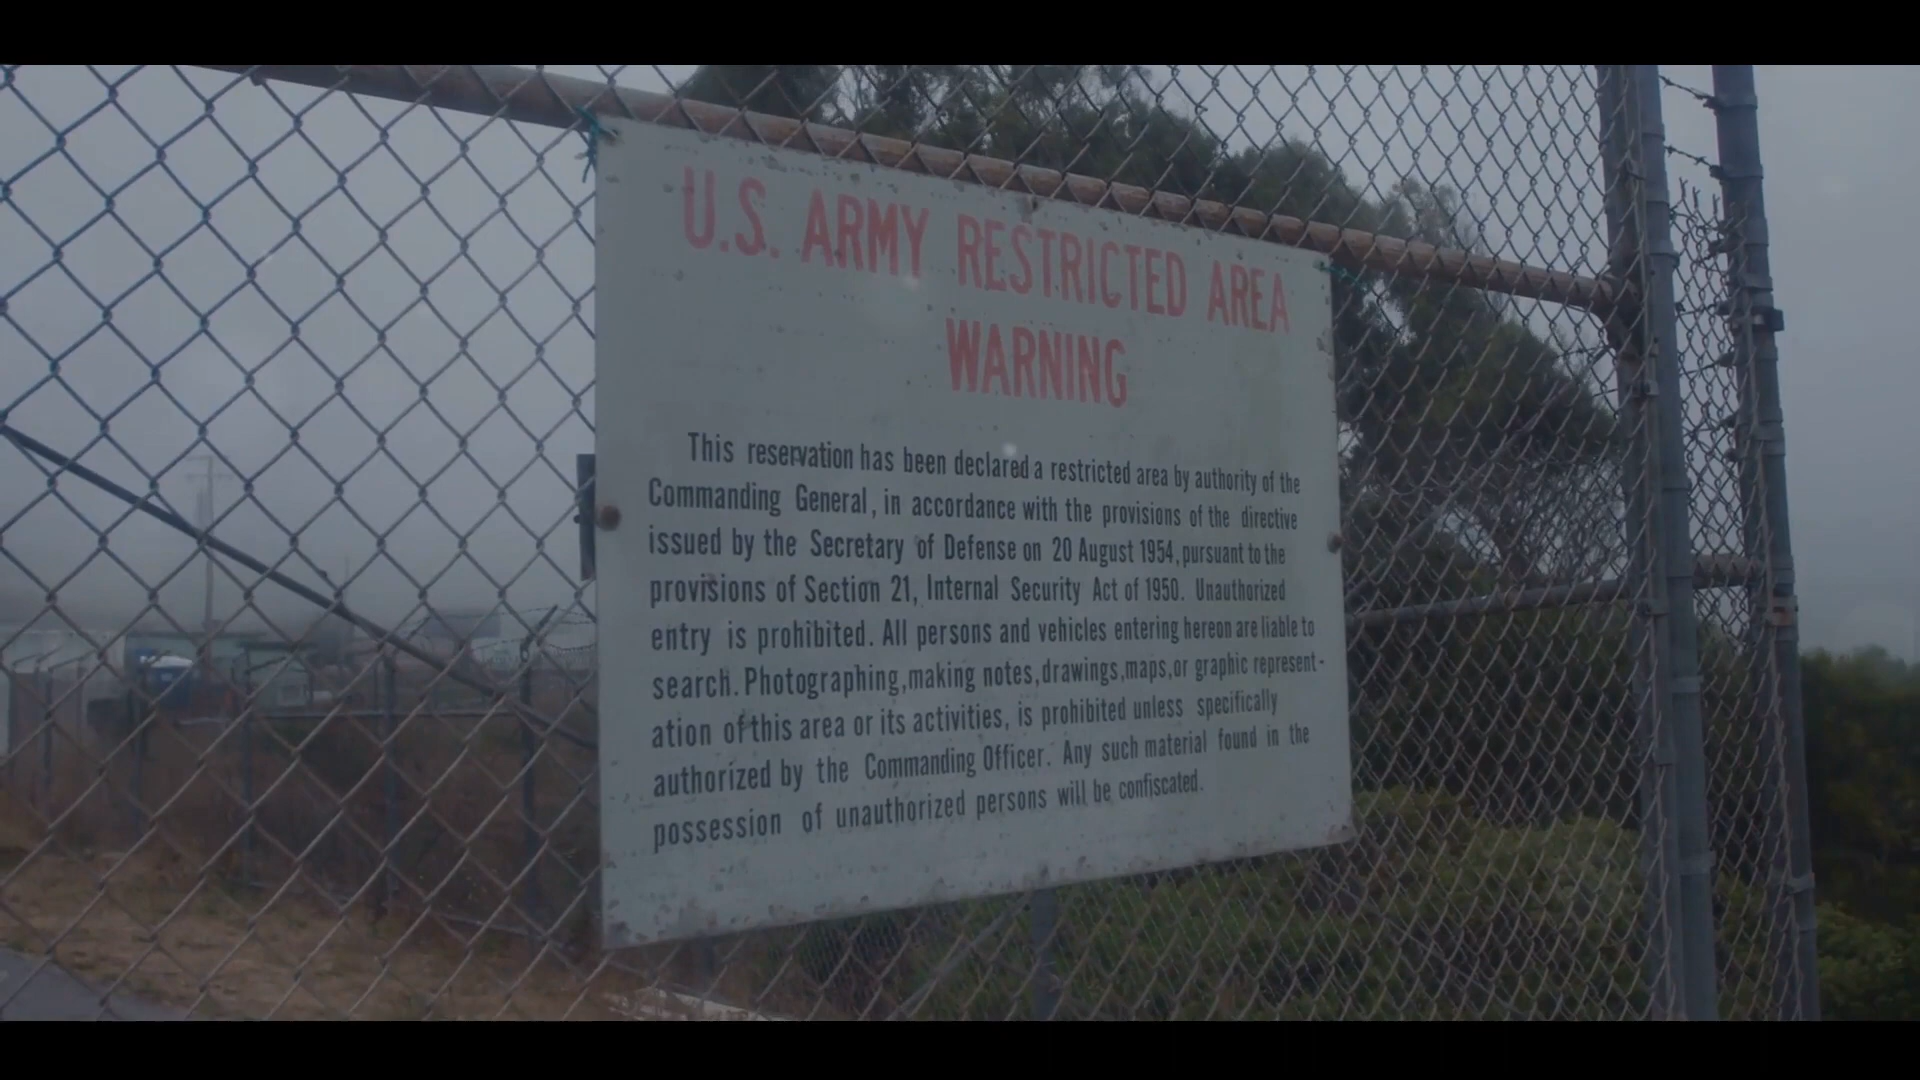 U.S. ARMY RESTRICTED AREA
WARNING
This reservation has been declared a restricted area by authority of the
Commanding General, in accordance with the provisions of the directive
issued by the Secretary of Defense on 20 August 1954, pursuant to the
provisions of Section 21, Internal Security Act of 1950. Unauthorized
entry is prohibited. All persons and vehicles entering hereon are liable to
search. Photographing, making notes, drawings, maps, or graphic represent-
ation of this area or its activities, is prohibited unless specifically
authorized by the Commanding Officer. Any such material found in the
possession of unauthorized persons will be confiscated.